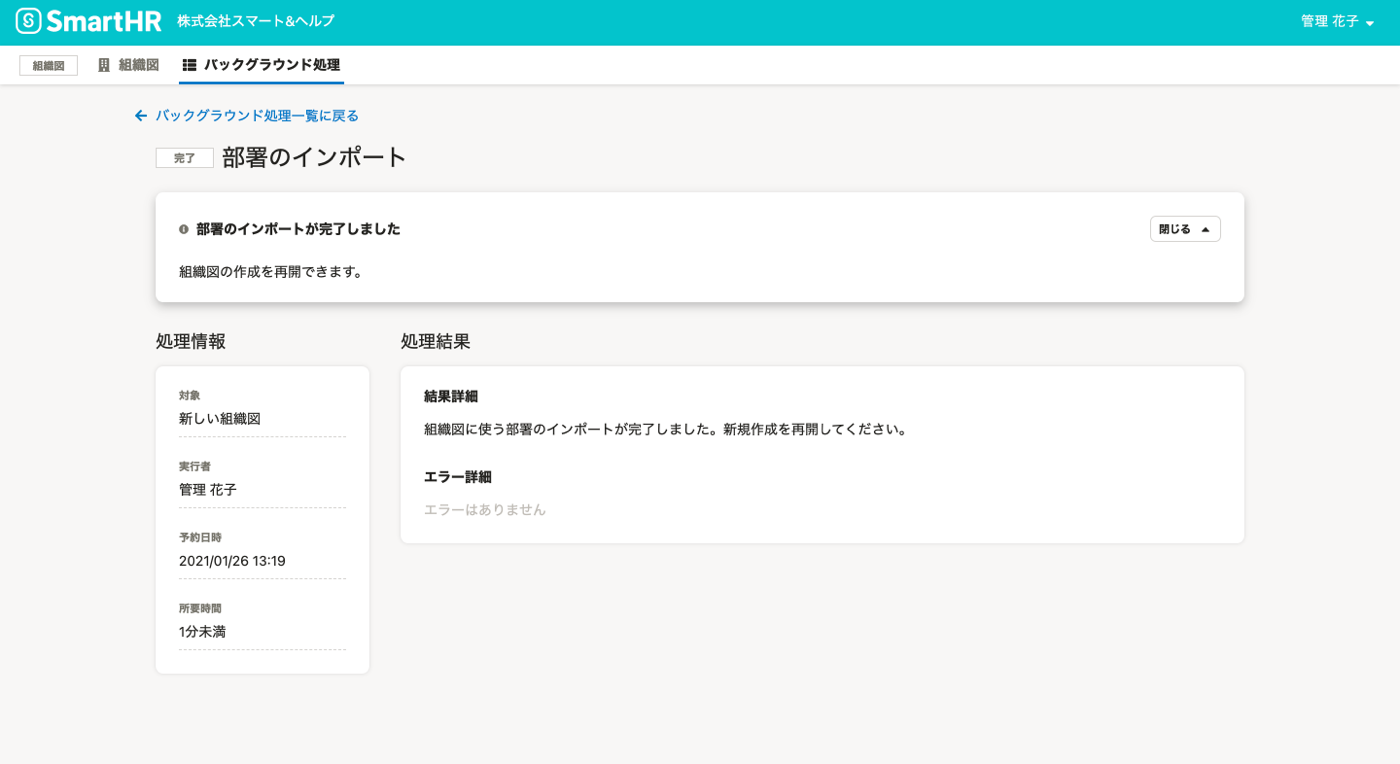 SmartHR 株式会社スマート&ヘルプ 管理 花子
組織図 組織図 バックグラウンド処理
バックグラウンド処理一覧に戻る
完了 部署のインポート
部署のインポートが完了しました 閉じる
組織図の作成を再開できます。
処理情報
対象
新しい組織図
実行者
管理 花子
予約日時
2021/01/26 13:19
所要時間
1分未満
処理結果
結果詳細
組織図に使う部署のインポートが完了しました。新規作成を再開してください。
エラー詳細
エラーはありません